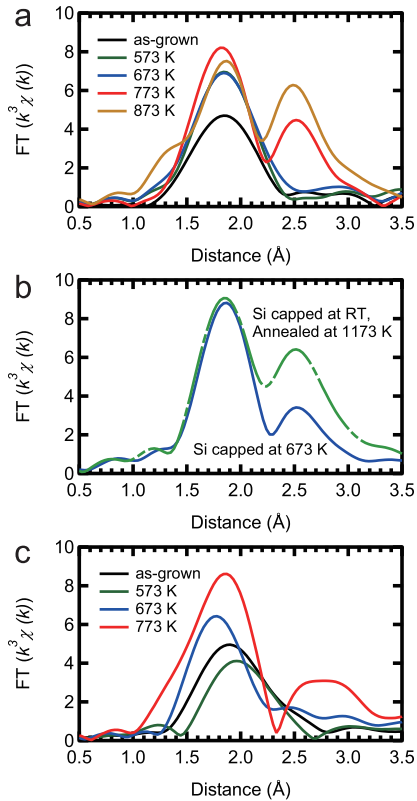 a
10
8
6
4
2
0
FT (k³χ (k))
as-grown
573 K
673 K
773 K
873 K
0.5 1.0 1.5 2.0 2.5 3.0 3.5
Distance (Å)
b
10
8
6
4
2
0
FT (k³χ (k))
Si capped at RT,
Annealed at 1173 K
Si capped at 673 K
0.5 1.0 1.5 2.0 2.5 3.0 3.5
Distance (Å)
c
10
8
6
4
2
0
FT (k³χ (k))
as-grown
573 K
673 K
773 K
0.5 1.0 1.5 2.0 2.5 3.0 3.5
Distance (Å)